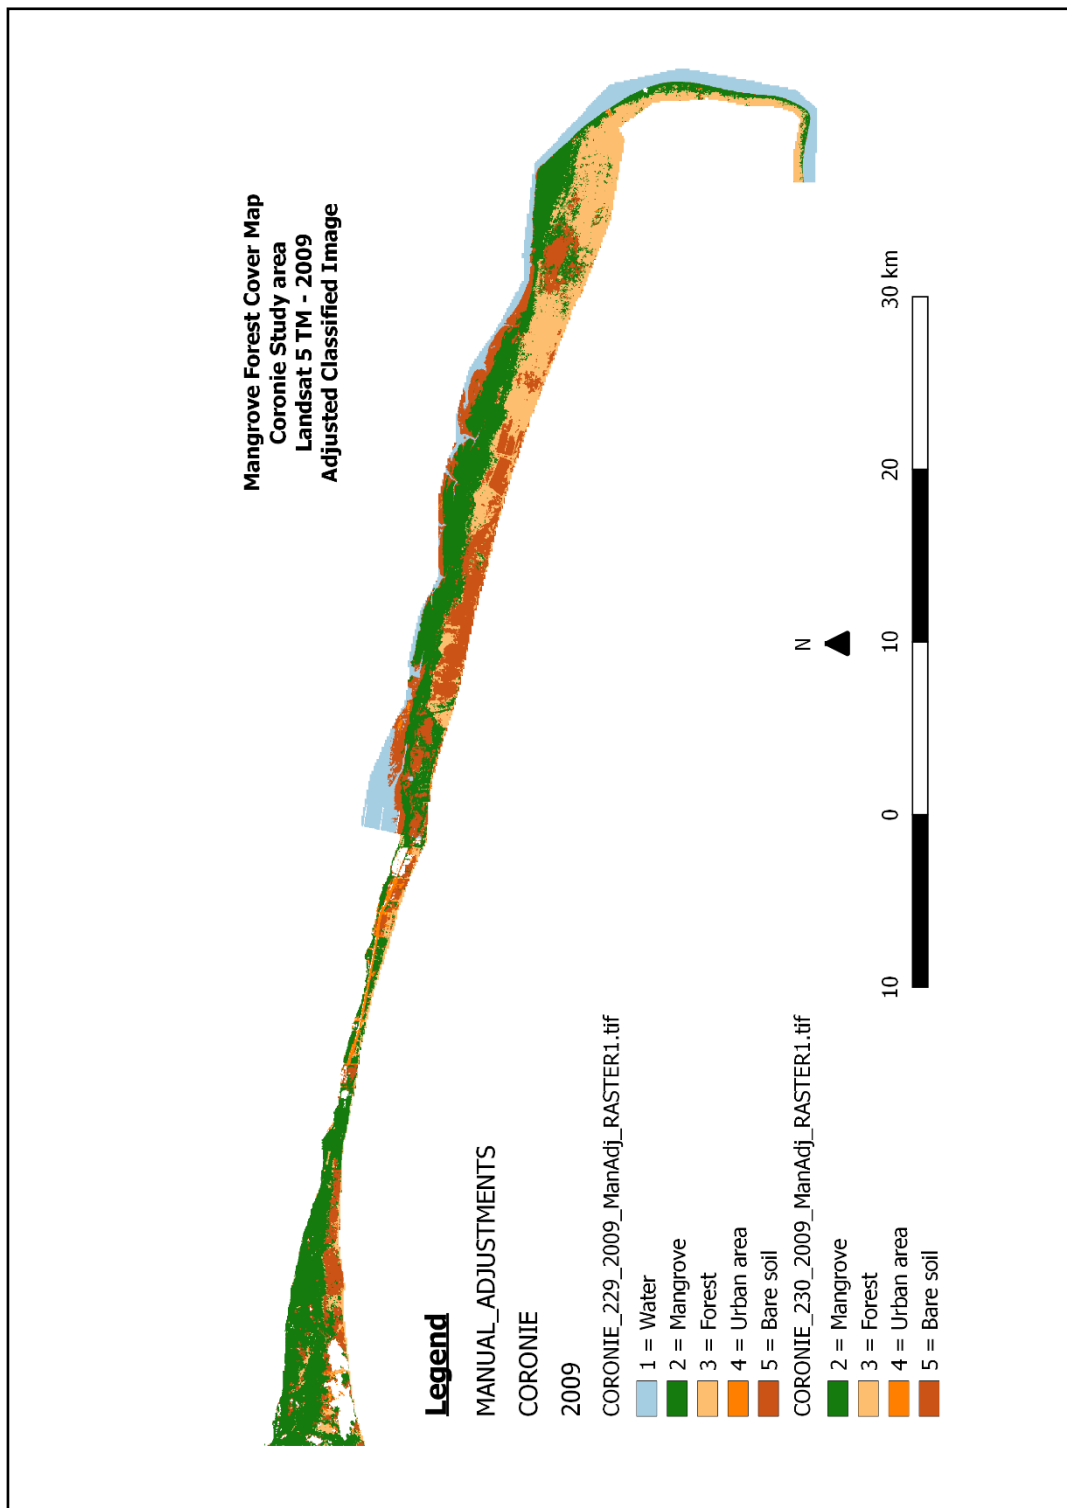 Mangrove Forest Cover Map
Coronie Study area
Landsat 5 TM - 2009
Adjusted Classified Image
Legend
MANUAL_ADJUSTMENTS
CORONIE
2009
CORONIE_229_2009_ManAdj_RASTER1.tif
1 = Water
2 = Mangrove
3 = Forest
4 = Urban area
5 = Bare soil
CORONIE_230_2009_ManAdj_RASTER1.tif
2 = Mangrove
3 = Forest
4 = Urban area
5 = Bare soil
N
10 0 10 20 30 km